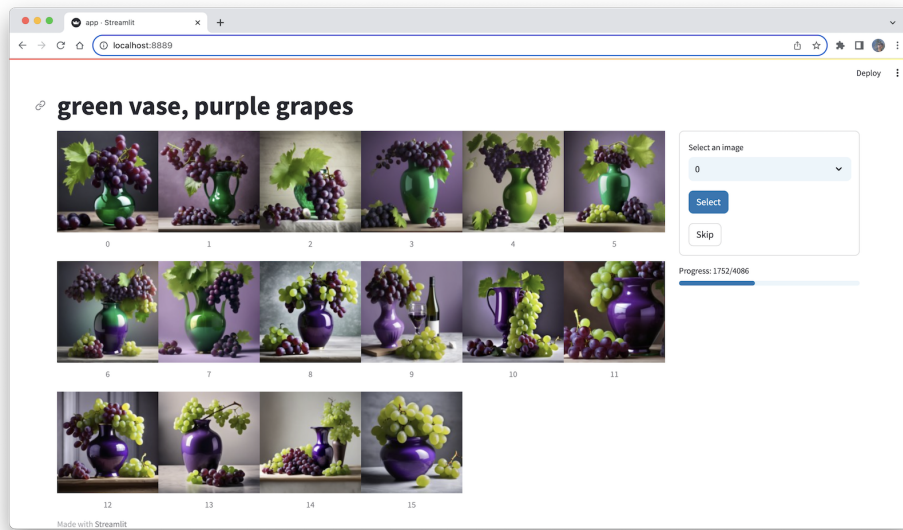 app · Streamlit
localhost:8889
Deploy
green vase, purple grapes
Select an image
0
Select
Skip
Progress: 1752/4086
0 1 2 3 4 5
6 7 8 9 10 11
12 13 14 15
Made with Streamlit